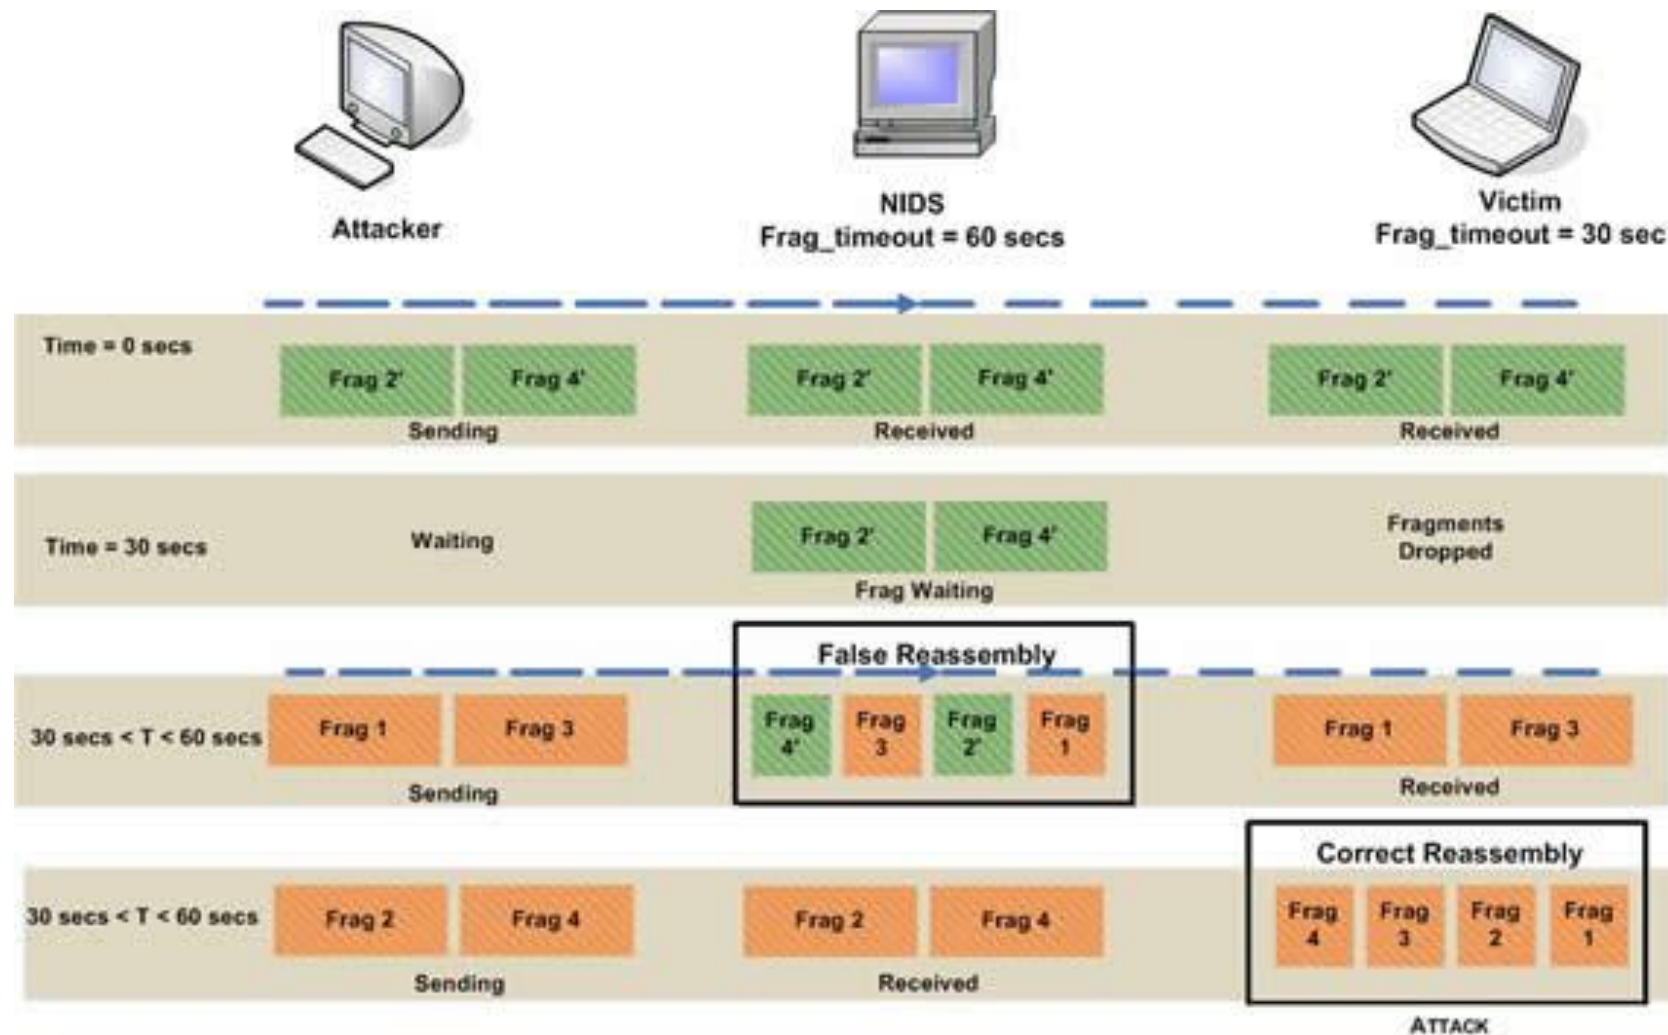 Attacker
NIDS
Frag_timeout = 60 secs
Victim
Frag_timeout = 30 sec
Time = 0 secs
Frag 2' Frag 4'
Sending
Frag 2' Frag 4'
Received
Frag 2' Frag 4'
Received
Time = 30 secs
Waiting
Frag 2' Frag 4'
Frag Waiting
Fragments
Dropped
30 secs < T < 60 secs
Frag 1 Frag 3
Sending
False Reassembly
Frag Frag Frag Frag
4' 3 2' 1
Frag 1 Frag 3
Received
30 secs < T < 60 secs
Frag 2 Frag 4
Sending
Frag 2 Frag 4
Received
Correct Reassembly
Frag Frag Frag Frag
4 3 2 1
ATTACK